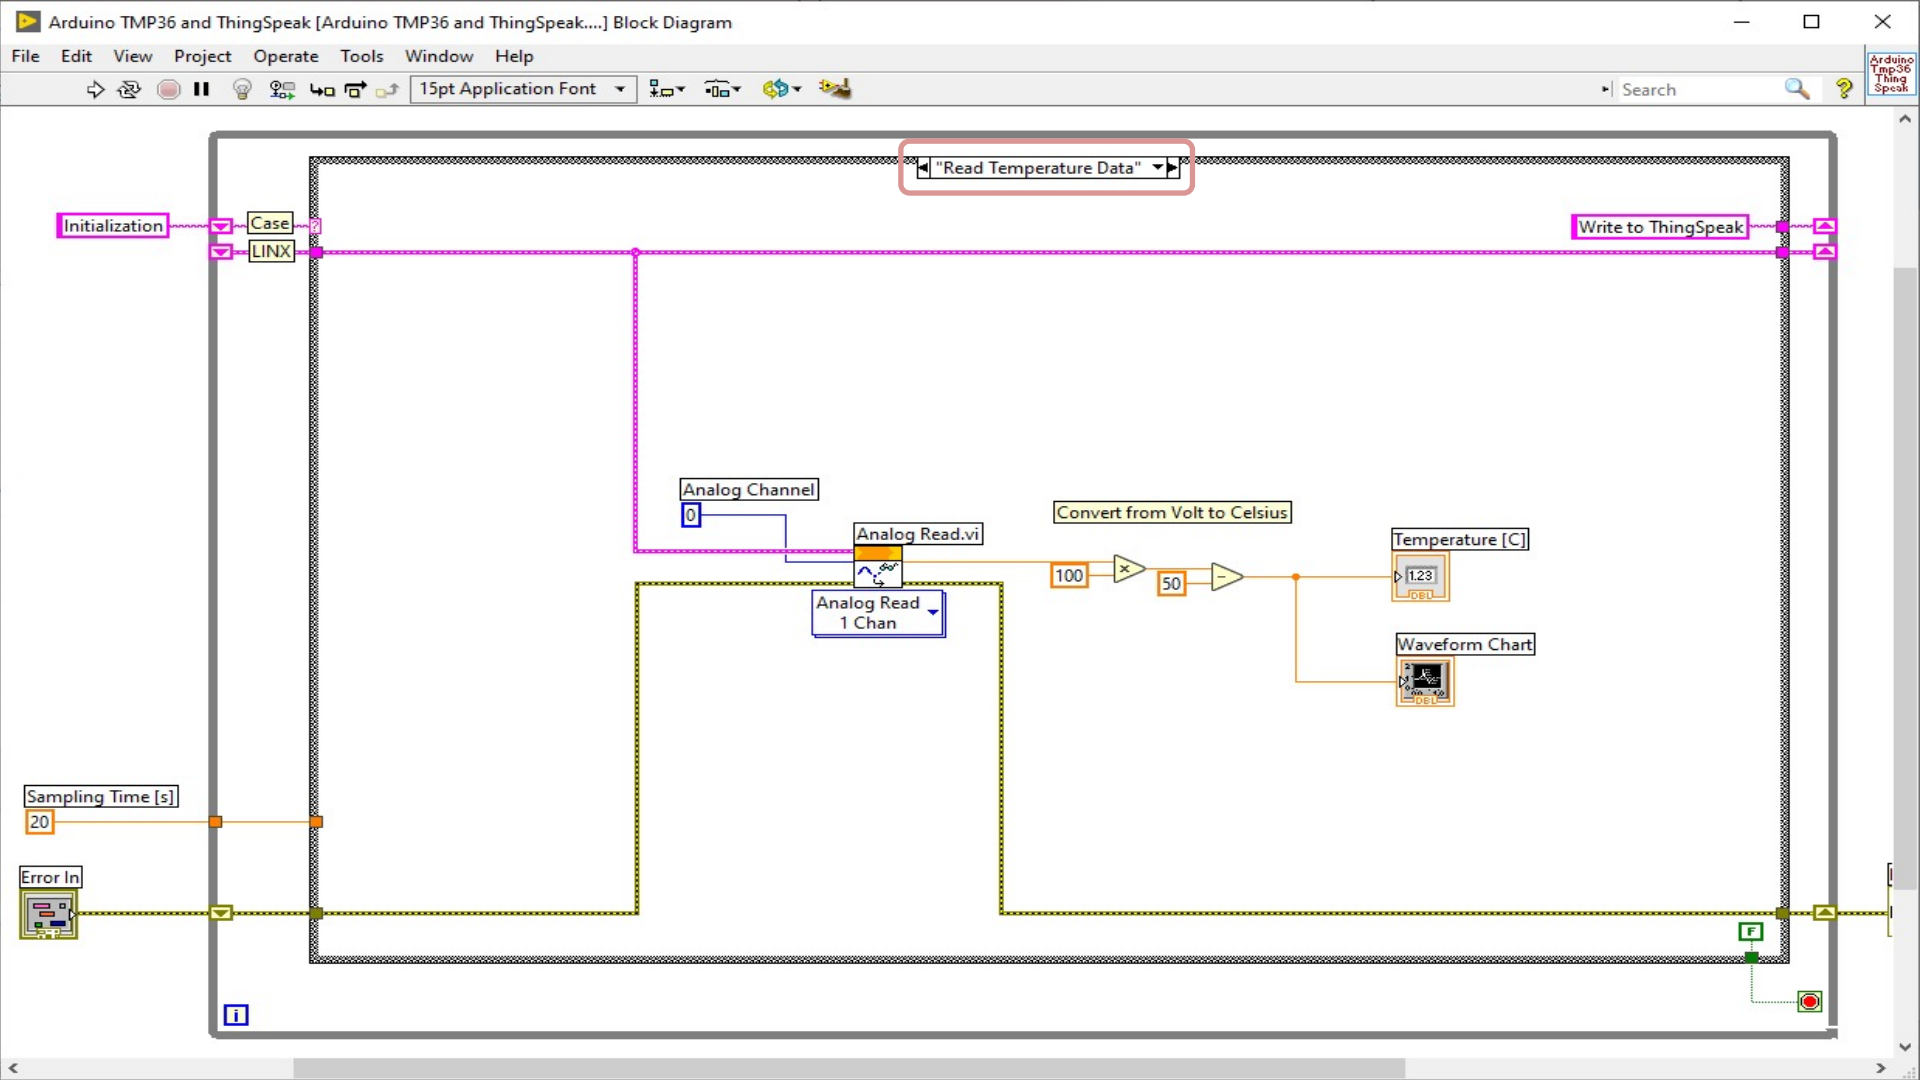 Arduino TMP36 and ThingSpeak [Arduino TMP36 and ThingSpeak....] Block Diagram
File Edit View Project Operate Tools Window Help
15pt Application Font
Search
Arduino
Tmp36
Thing
Speak
"Read Temperature Data"
Initialization
Case
?
Write to ThingSpeak
LINX
Analog Channel
0
Analog Read.vi
Convert from Volt to Celsius
Temperature [C]
100
×
50
-
1.23
DBL
Analog Read
1 Chan
Waveform Chart
DBL
Sampling Time [s]
20
Error In
F
i